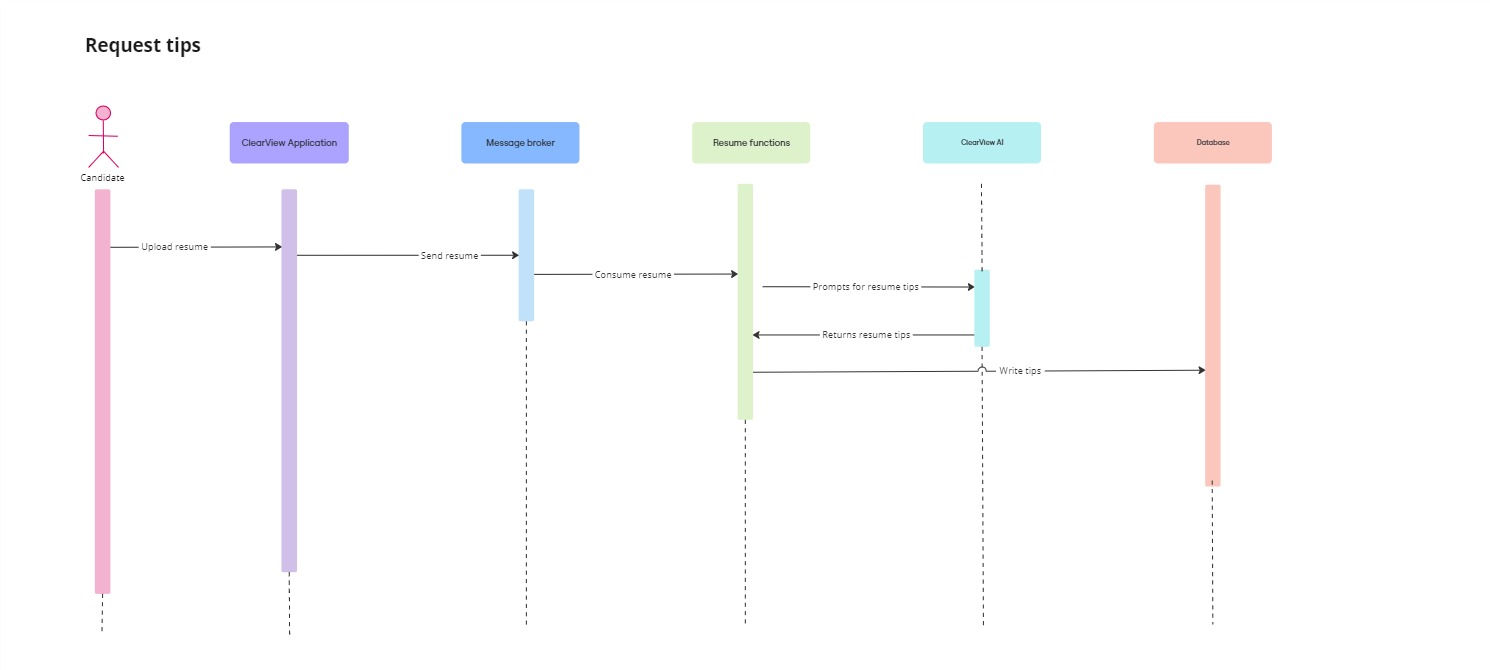 Request tips
Candidate
ClearView Application
Message broker
Resume functions
ClearView AI
Database
Upload resume
Send resume
Consume resume
Prompts for resume tips
Returns resume tips
Write tips